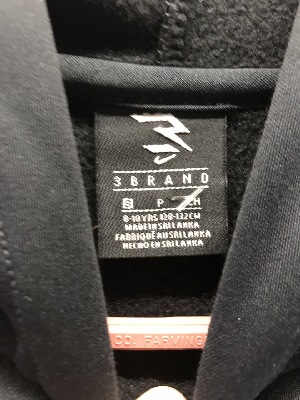 3BRAND
S P CH
8-10 YRS 128-132CM
MADE IN SRI LANKA
FABRIQUÉ AU SRI LANKA
HECHO EN SRI LANKA
CO. FARMING